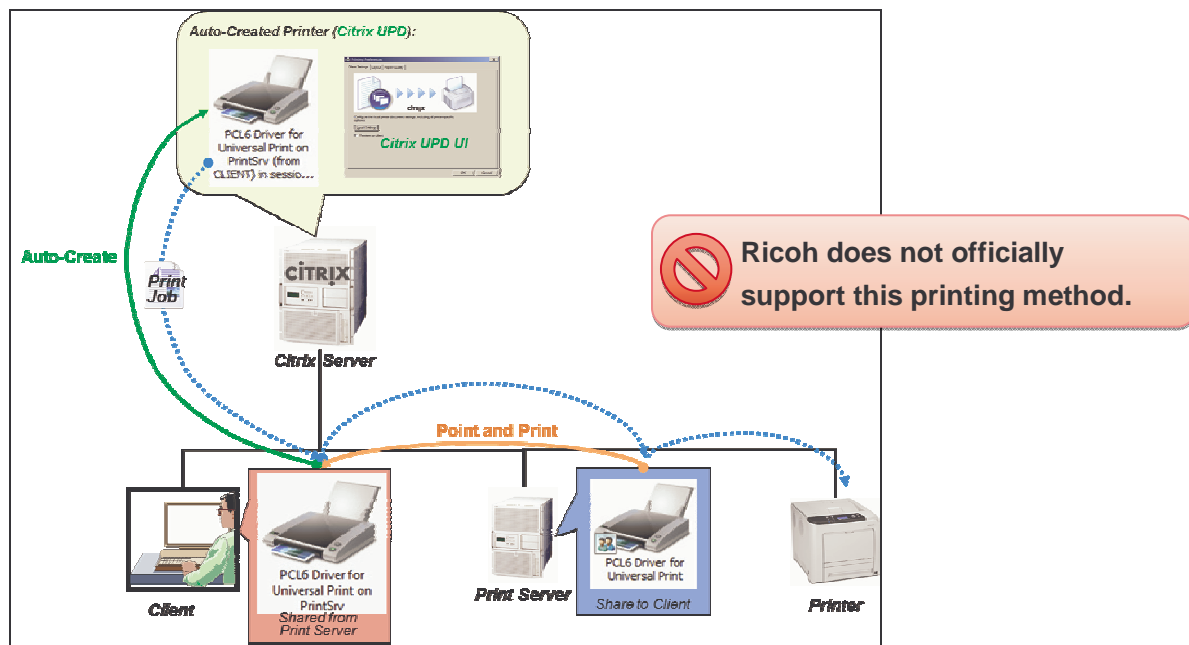 Auto-Created Printer (Citrix UPD):
PCL6 Driver for
Universal Print on
PrintSrv (from
CLIENT) in sessio...
citrix
Citrix UPD UI
Auto-Create
Print
Job
CITRIX
Citrix Server
Ricoh does not officially
support this printing method.
Point and Print
Client
PCL6 Driver for
Universal Print on
PrintSrv
Shared from
Print Server
Print Server
PCL6 Driver for
Universal Print
Share to Client
Printer